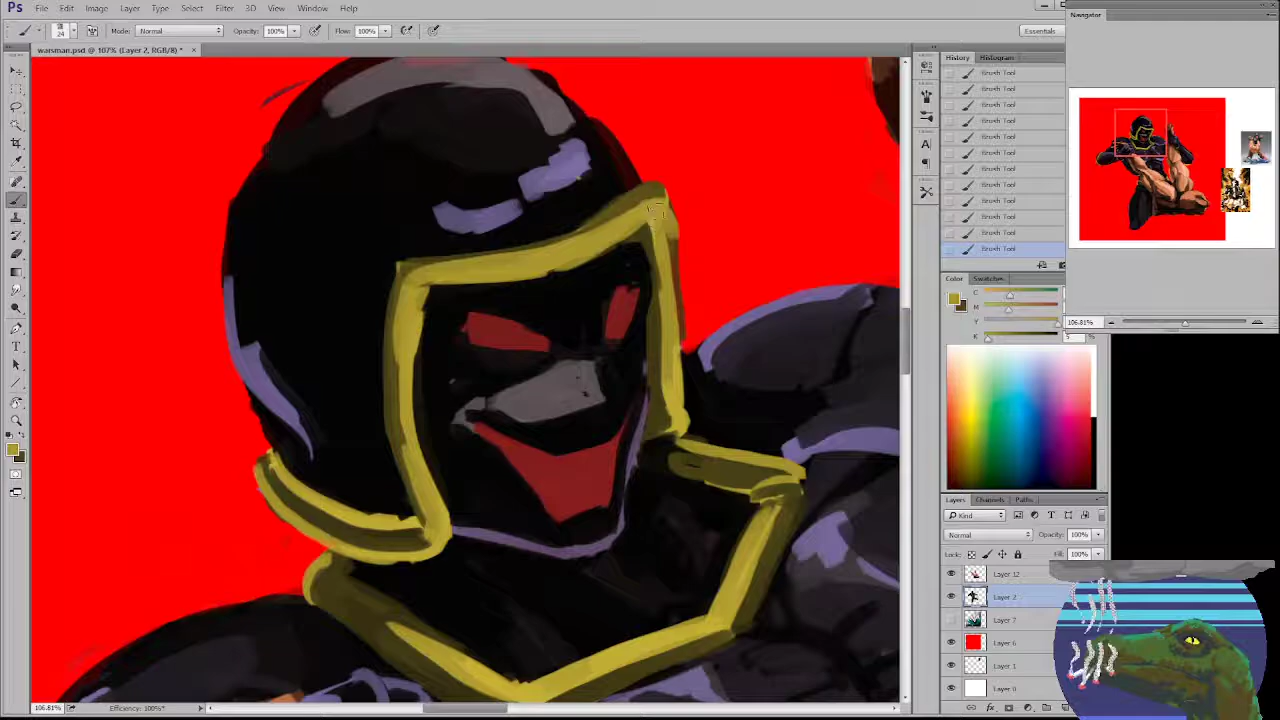 Ps File Edit Image Layer Type Select Filter 3D View Window Help
24 Mode: Normal Opacity: 100% Flow: 100% Essentials
warsman.psd @ 107% (Layer 2, RGB/8) *
Navigator
106.81%
History Histogram
Brush Tool
Brush Tool
Brush Tool
Brush Tool
Brush Tool
Brush Tool
Brush Tool
Brush Tool
Brush Tool
Brush Tool
Brush Tool
Brush Tool
Color Swatches
C
M
Y
K 5 %
Layers Channels Paths
Kind
Normal Opacity: 100%
Lock: Fill: 100%
Layer 12
Layer 2
Layer 7
Layer 6
Layer 1
Layer 0
106.81% Efficiency: 100%*